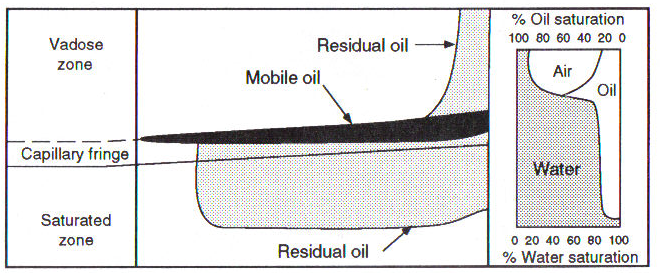 Vadose
zone
Capillary fringe
Saturated
zone
Residual oil
Mobile oil
Residual oil
% Oil saturation
100 80 60 40 20 0
Air
Oil
Water
0 20 40 60 80 100
% Water saturation